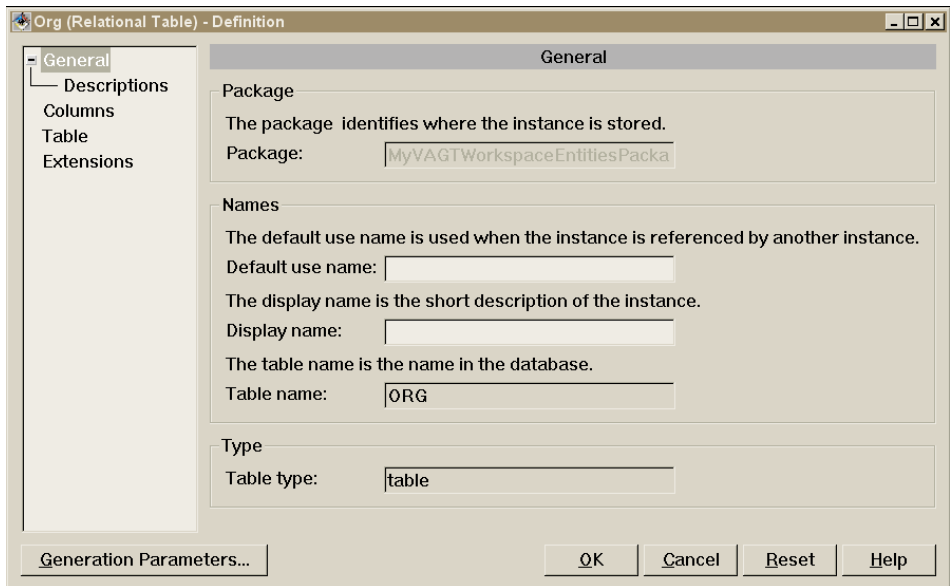 Org (Relational Table) - Definition
General
General
Descriptions
Columns
Table
Extensions
Package
The package identifies where the instance is stored.
Package: MyVAGTWorkspaceEntitiesPacka
Names
The default use name is used when the instance is referenced by another instance.
Default use name:
The display name is the short description of the instance.
Display name:
The table name is the name in the database.
Table name: ORG
Type
Table type: table
Generation Parameters... OK Cancel Reset Help